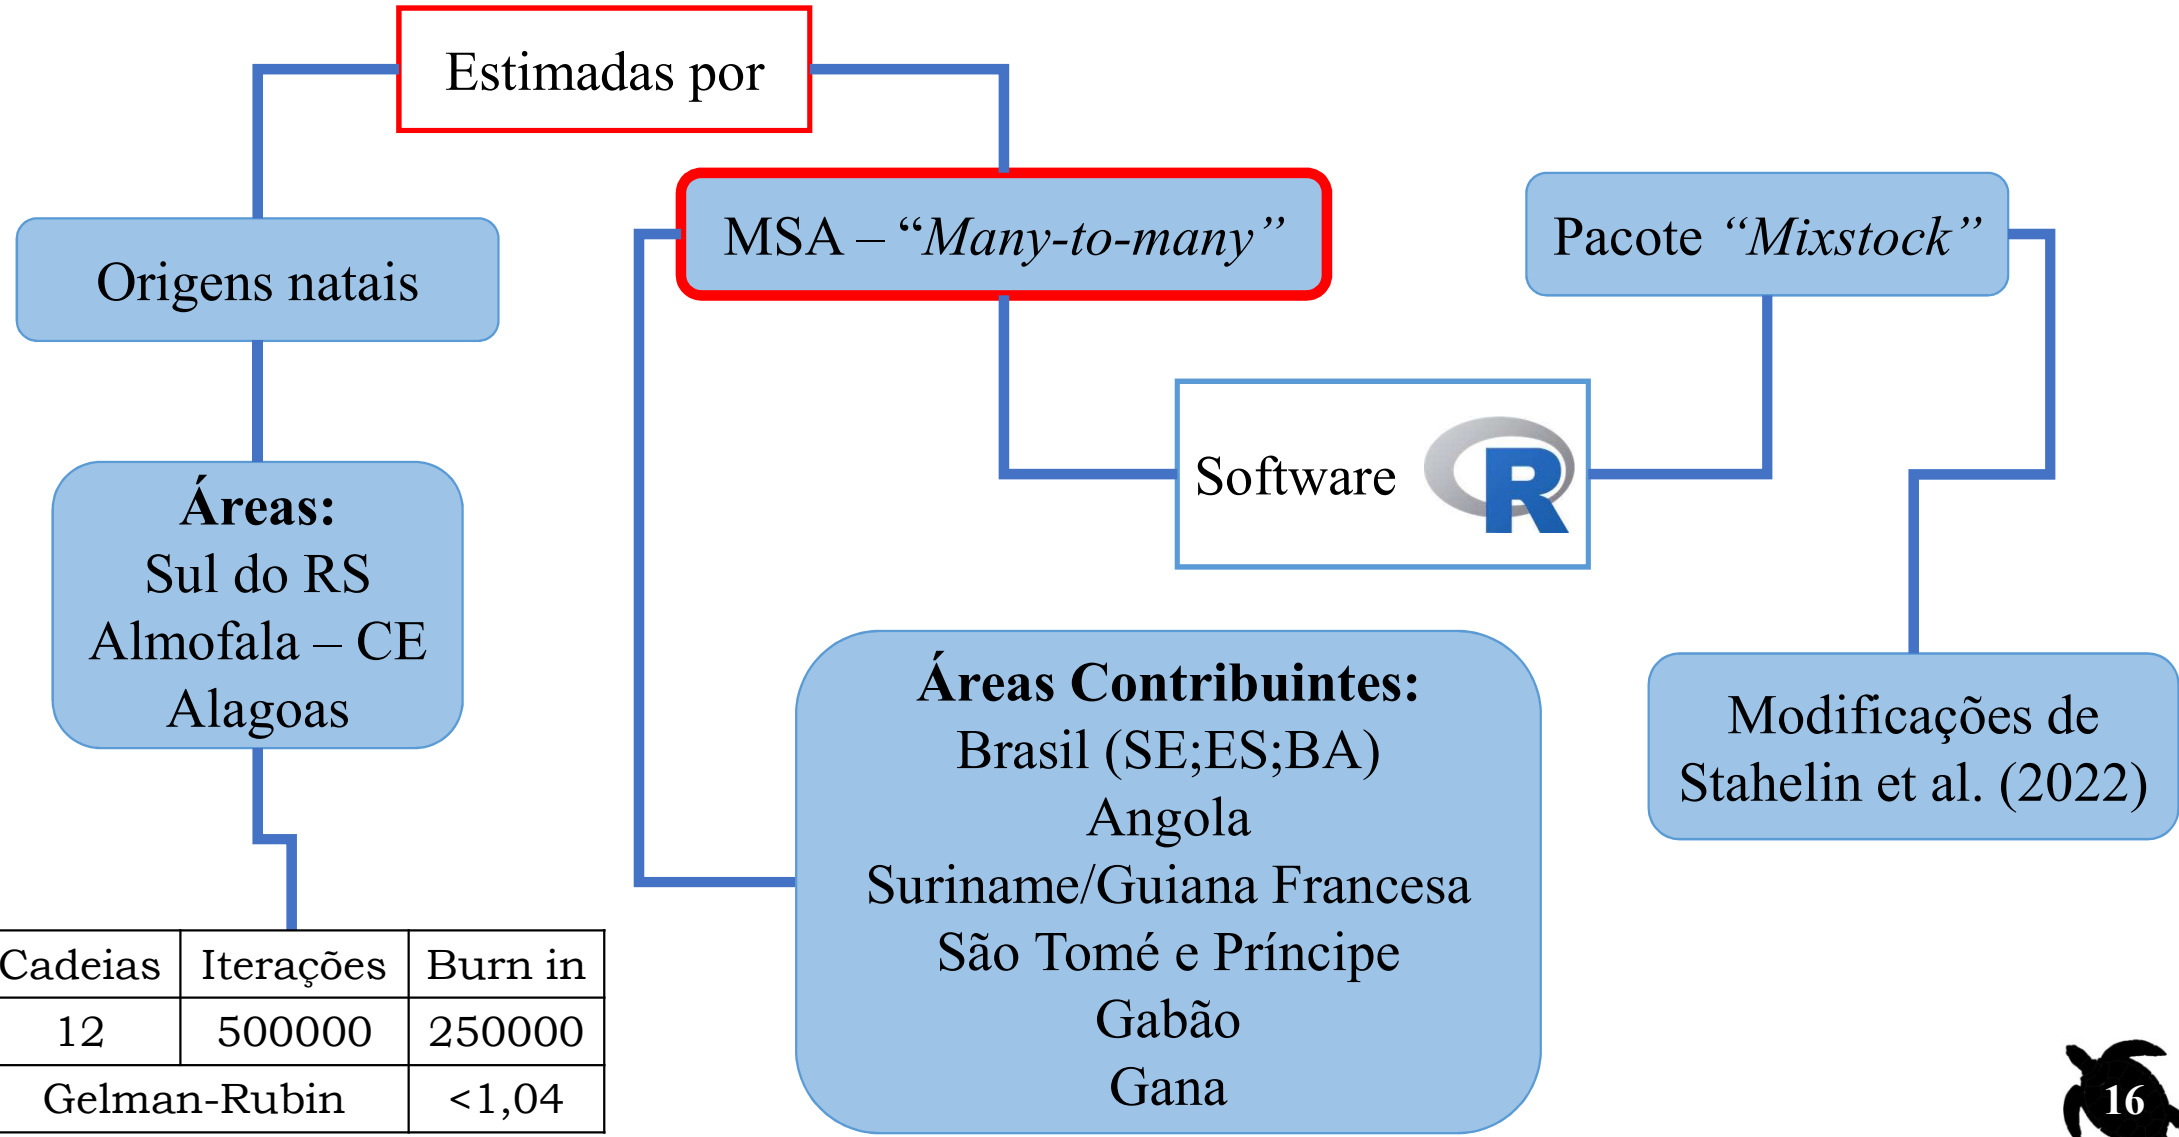 Estimadas por
Origens natais
MSA – “Many-to-many”
Pacote “Mixstock”
Software R
Áreas:
Sul do RS
Almofala – CE
Alagoas
Áreas Contribuintes:
Brasil (SE;ES;BA)
Angola
Suriname/Guiana Francesa
São Tomé e Príncipe
Gabão
Gana
Modificações de
Stahelin et al. (2022)
Cadeias Iterações Burn in
12 500000 250000
Gelman-Rubin <1,04
16